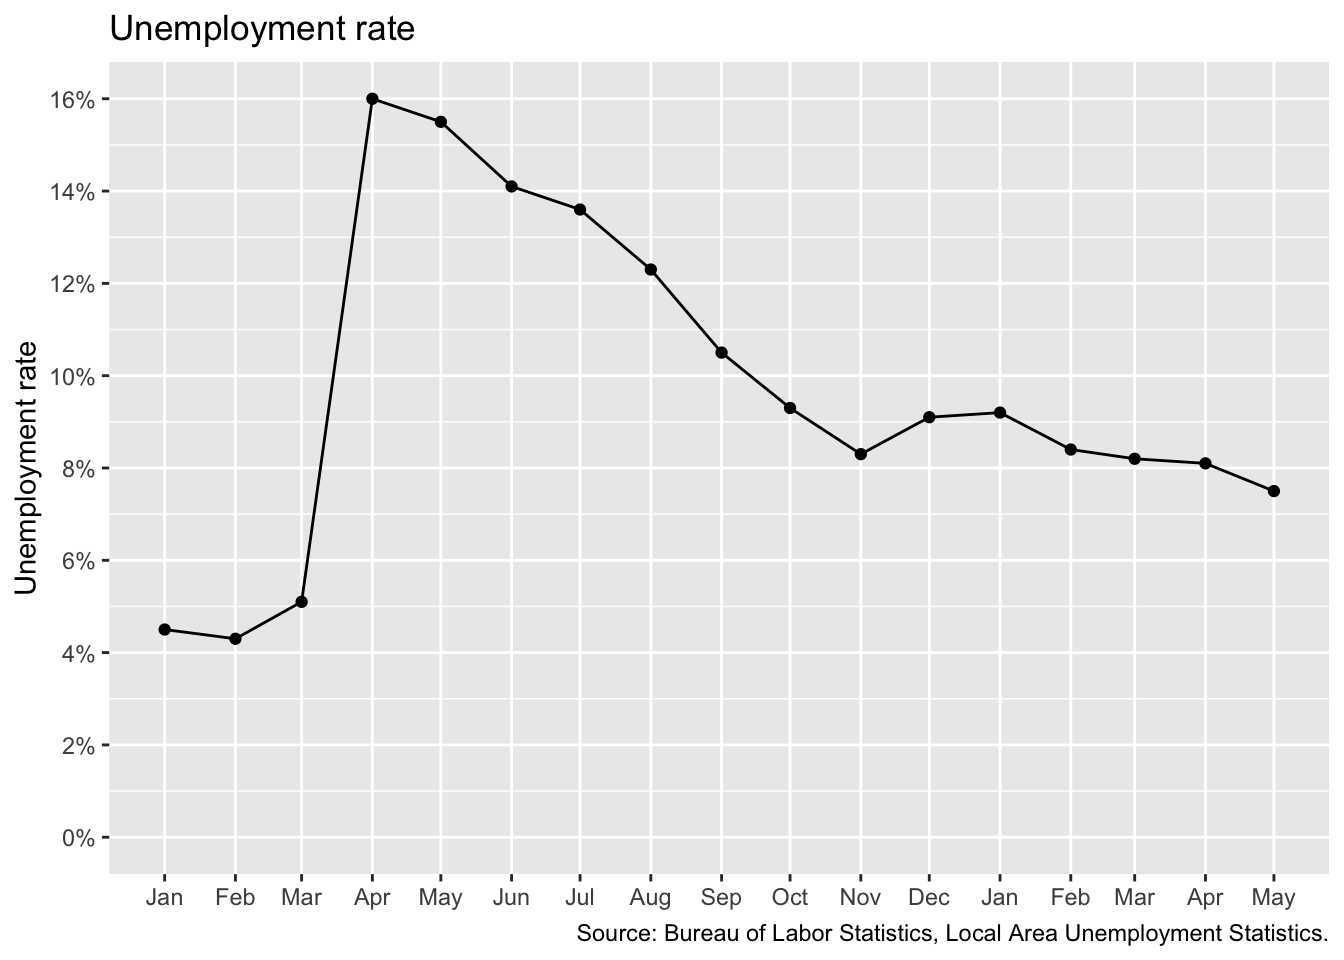 Unemployment rate
Unemployment rate
16%
14%
12%
10%
8%
6%
4%
2%
0%
Jan Feb Mar Apr May Jun Jul Aug Sep Oct Nov Dec Jan Feb Mar Apr May
Source: Bureau of Labor Statistics, Local Area Unemployment Statistics.